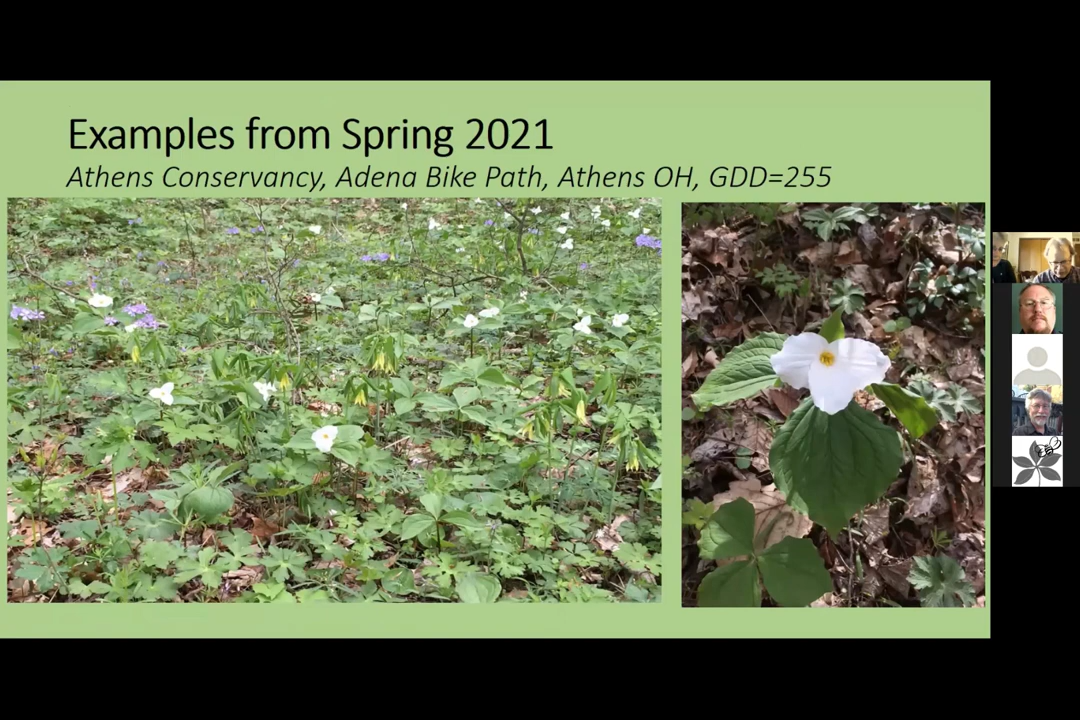 Examples from Spring 2021
Athens Conservancy, Adena Bike Path, Athens OH, GDD=255